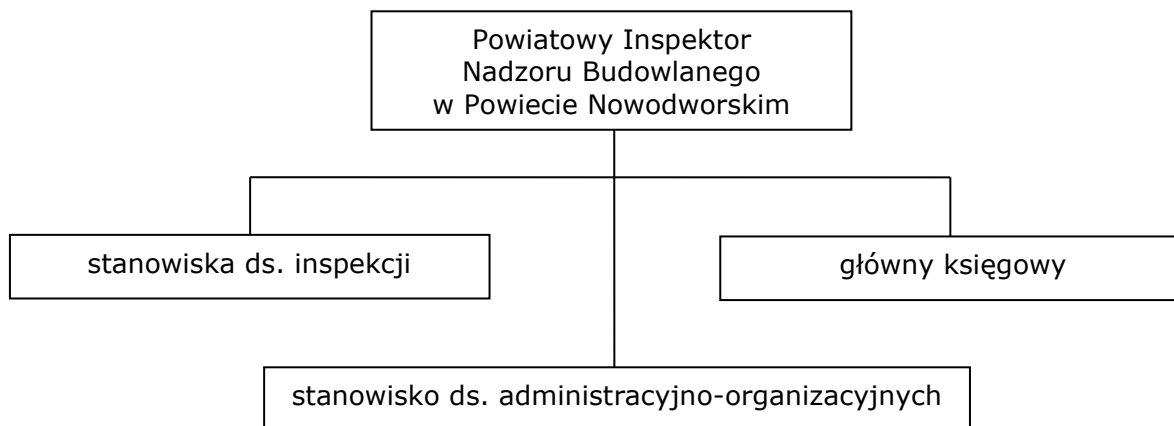 Powiatowy Inspektor
Nadzoru Budowlanego
w Powiecie Nowodworskim
stanowiska ds. inspekcji
główny księgowy
stanowisko ds. administracyjno-organizacyjnych